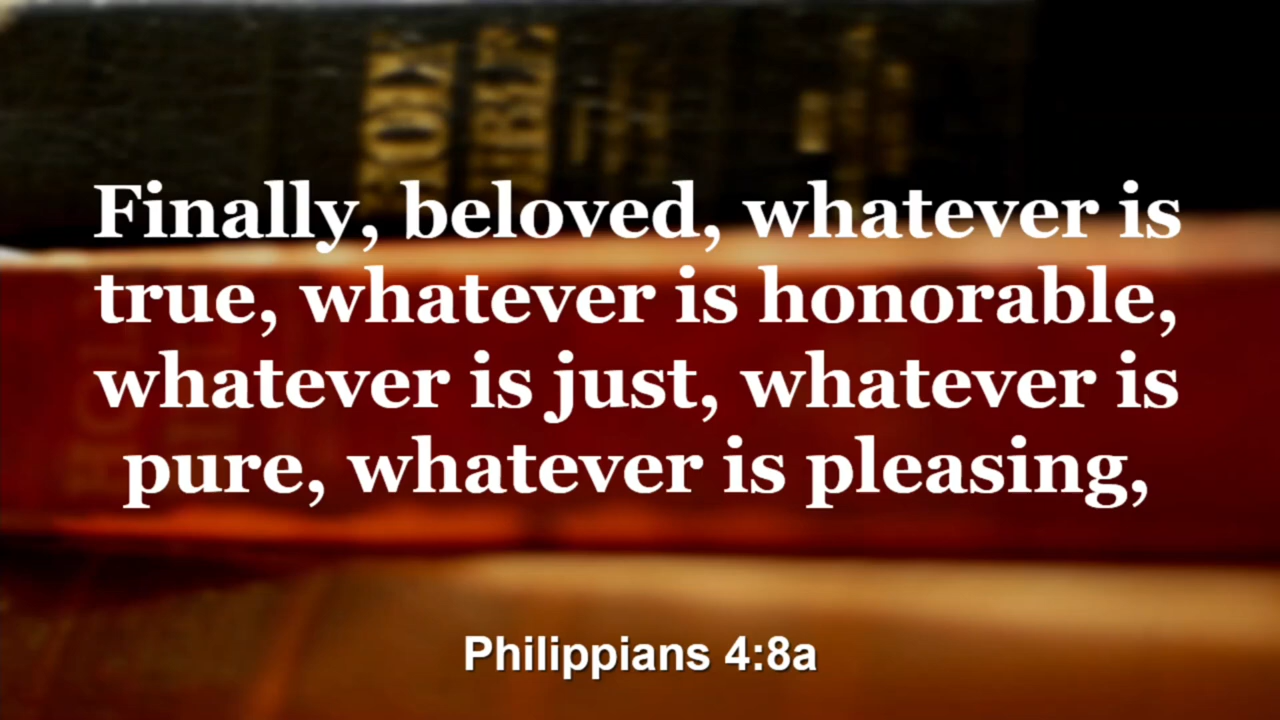 Finally, beloved, whatever is
true, whatever is honorable,
whatever is just, whatever is
pure, whatever is pleasing,
Philippians 4:8a